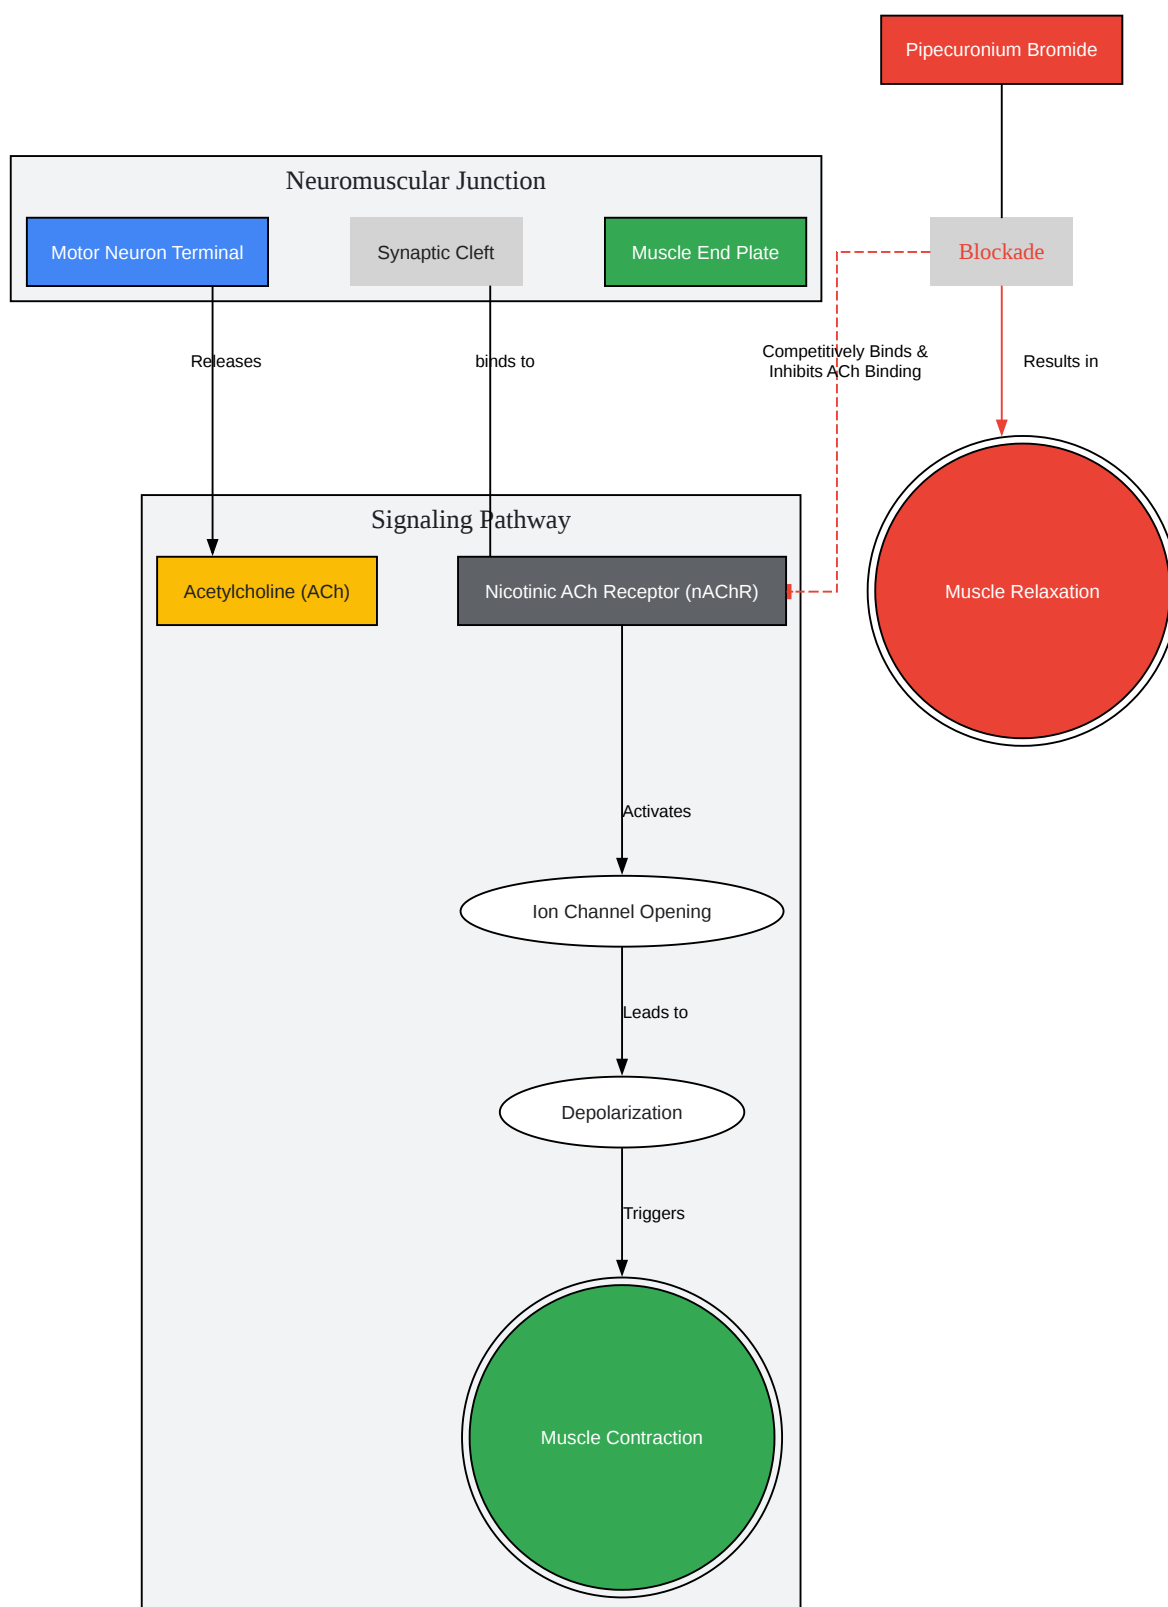 Pipecuronium Bromide
Neuromuscular Junction
Motor Neuron Terminal
Synaptic Cleft
Muscle End Plate
Blockade
Releases
binds to
Competitively Binds &
Inhibits ACh Binding
Results in
Signaling Pathway
Acetylcholine (ACh)
Nicotinic ACh Receptor (nAChR)
Muscle Relaxation
Activates
Ion Channel Opening
Leads to
Depolarization
Triggers
Muscle Contraction